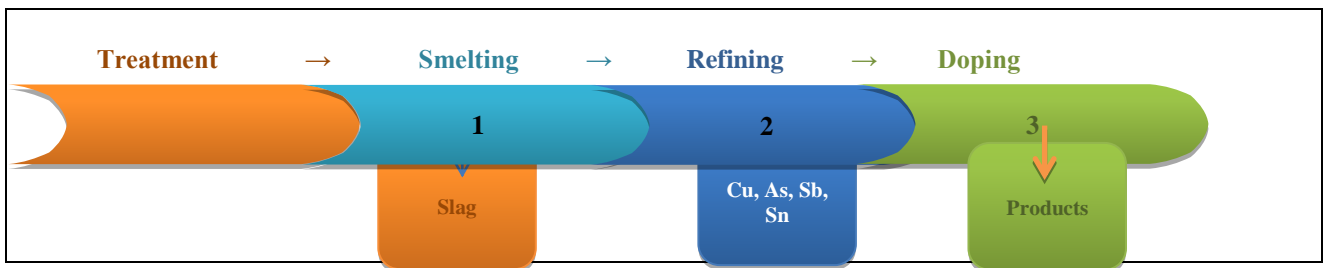 Treatment → Smelting → Refining → Doping
1 2 3
Slag
Cu, As, Sb,
Sn
Products